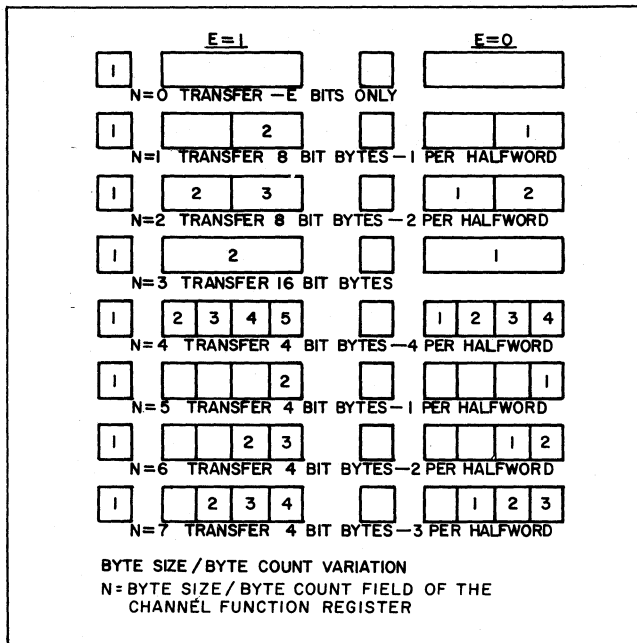 E=1 E=0
1
N=0 TRANSFER –E BITS ONLY
1 2 1
N=1 TRANSFER 8 BIT BYTES–1 PER HALFWORD
1 2 3 1 2
N=2 TRANSFER 8 BIT BYTES–2 PER HALFWORD
1 2 1
N=3 TRANSFER 16 BIT BYTES
1 2 3 4 5 1 2 3 4
N=4 TRANSFER 4 BIT BYTES–4 PER HALFWORD
1 2 1
N=5 TRANSFER 4 BIT BYTES–1 PER HALFWORD
1 2 3 1 2
N=6 TRANSFER 4 BIT BYTES–2 PER HALFWORD
1 2 3 4 1 2 3
N=7 TRANSFER 4 BIT BYTES–3 PER HALFWORD
BYTE SIZE/BYTE COUNT VARIATION
N=BYTE SIZE/BYTE COUNT FIELD OF THE
CHANNEL FUNCTION REGISTER